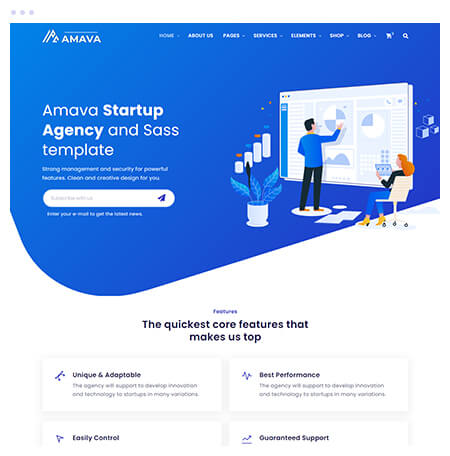 AMAVA
HOME ABOUT US PAGES SERVICES ELEMENTS SHOP BLOG
Amava Startup
Agency and Sass
template
Strong management and security for powerful
features. Clean and creative design for you.
Subscribe with us
Enter your e-mail to get the latest news.
Features
The quickest core features that
makes us top
Unique & Adaptable
The agency will support to develop innovation
and technology to startups in many variations.
Best Performance
The agency will support to develop innovation
and technology to startups in many variations.
Easily Control
Guaranteed Support